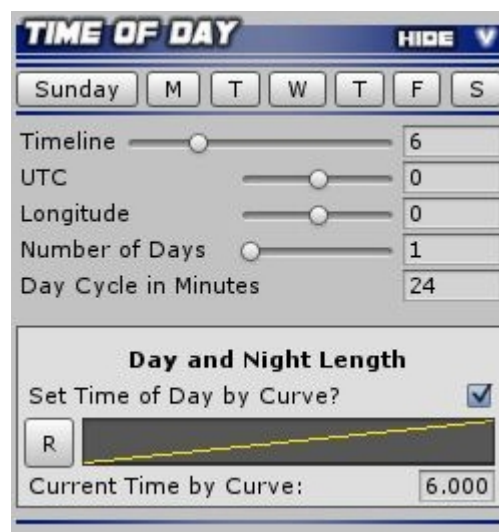 TIME OF DAY HIDE V
Sunday M T W T F S
Timeline 6
UTC 0
Longitude 0
Number of Days 1
Day Cycle in Minutes 24
Day and Night Length
Set Time of Day by Curve?
R
Current Time by Curve: 6.000